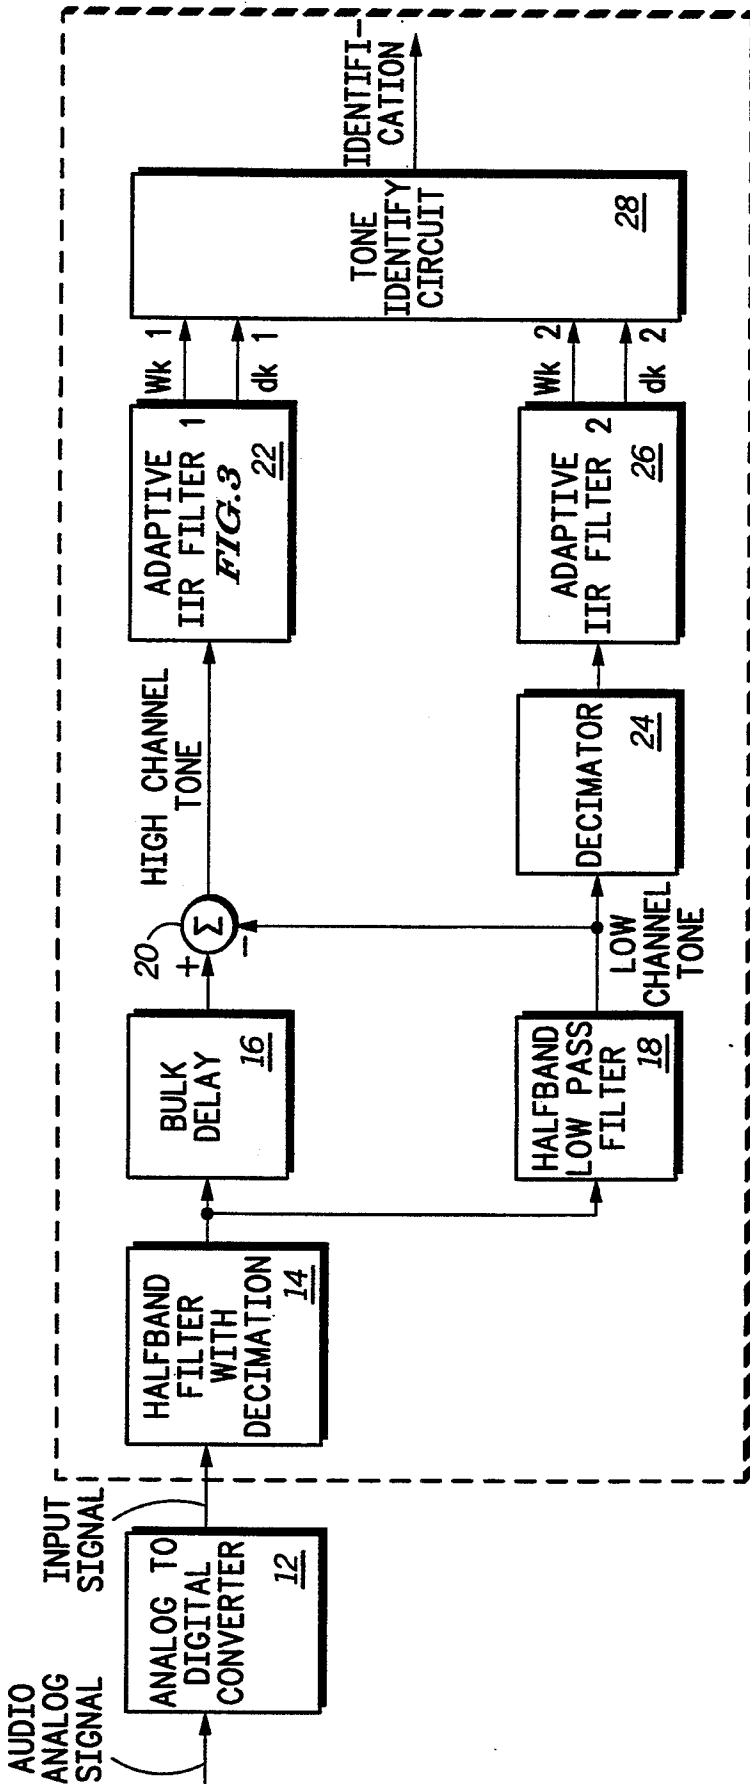 AUDIO
ANALOG
SIGNAL
ANALOG TO
DIGITAL
CONVERTER
12
INPUT
SIGNAL
HALFBAND
FILTER
WITH
DECIMATION
14
BULK
DELAY
16
HALFBAND
LOW PASS
FILTER
18
20
+
−
Σ
HIGH CHANNEL
TONE
LOW
CHANNEL
TONE
DECIMATOR
24
ADAPTIVE
IIR FILTER 1
FIG.3
22
ADAPTIVE
IIR FILTER 2
26
Wk 1
dk 1
Wk 2
dk 2
TONE
IDENTIFY
CIRCUIT
28
IDENTIFI-
CATION